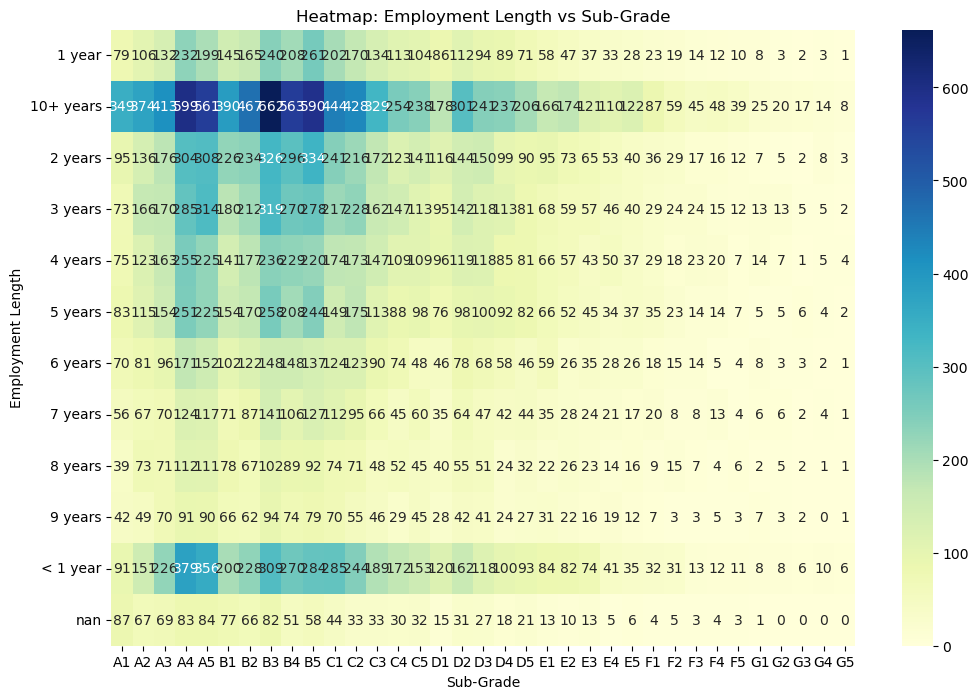 Heatmap: Employment Length vs Sub-Grade
1 year 79 106 132 232 199 145 165 240 208 261 202 170 134 113 104 86 112 94 89 71 58 47 37 33 28 23 19 14 12 10 8 3 2 3 1
10+ years 349 374 413 599 561 390 467 662 563 590 444 428 329 254 238 178 301 241 237 206 166 174 121 110 122 87 59 45 48 39 25 20 17 14 8
2 years 95 136 176 304 308 226 234 326 296 334 241 216 172 123 141 116 144 150 99 90 95 73 65 53 40 36 29 17 16 12 7 5 2 8 3
3 years 73 166 170 285 314 180 212 319 270 278 217 228 162 147 113 95 142 118 113 81 68 59 57 46 40 29 24 24 15 12 13 13 5 5 2
4 years 75 123 163 255 225 141 177 236 229 220 174 173 147 109 109 96 119 118 85 81 66 57 43 50 37 29 18 23 20 7 14 7 1 5 4
5 years 83 115 154 251 225 154 170 258 208 244 149 175 113 88 98 76 98 100 92 82 66 52 45 34 37 35 23 14 14 7 5 5 6 4 2
6 years 70 81 96 171 152 102 122 148 148 137 124 123 90 74 48 46 78 68 58 46 59 26 35 28 26 18 15 14 5 4 8 3 3 2 1
7 years 56 67 70 124 117 71 87 141 106 127 112 95 66 45 60 35 64 47 42 44 35 28 24 21 17 20 8 8 13 4 6 6 2 4 1
8 years 39 73 71 112 111 78 67 102 89 92 74 71 48 52 45 40 55 51 24 32 22 26 23 14 16 9 15 7 4 6 2 5 2 1 1
9 years 42 49 70 91 90 66 62 94 74 79 70 55 46 29 45 28 42 41 24 27 31 22 16 19 12 7 3 3 5 3 7 3 2 0 1
< 1 year 91 151 226 379 356 200 228 309 270 284 285 244 189 172 153 120 162 118 100 93 84 82 74 41 35 32 31 13 12 11 8 8 6 10 6
nan 87 67 69 83 84 77 66 82 51 58 44 33 33 30 32 15 31 27 18 21 13 10 13 5 6 4 5 3 4 3 1 0 0 0 0
A1 A2 A3 A4 A5 B1 B2 B3 B4 B5 C1 C2 C3 C4 C5 D1 D2 D3 D4 D5 E1 E2 E3 E4 E5 F1 F2 F3 F4 F5 G1 G2 G3 G4 G5
Sub-Grade
Employment Length
600
500
400
300
200
100
0